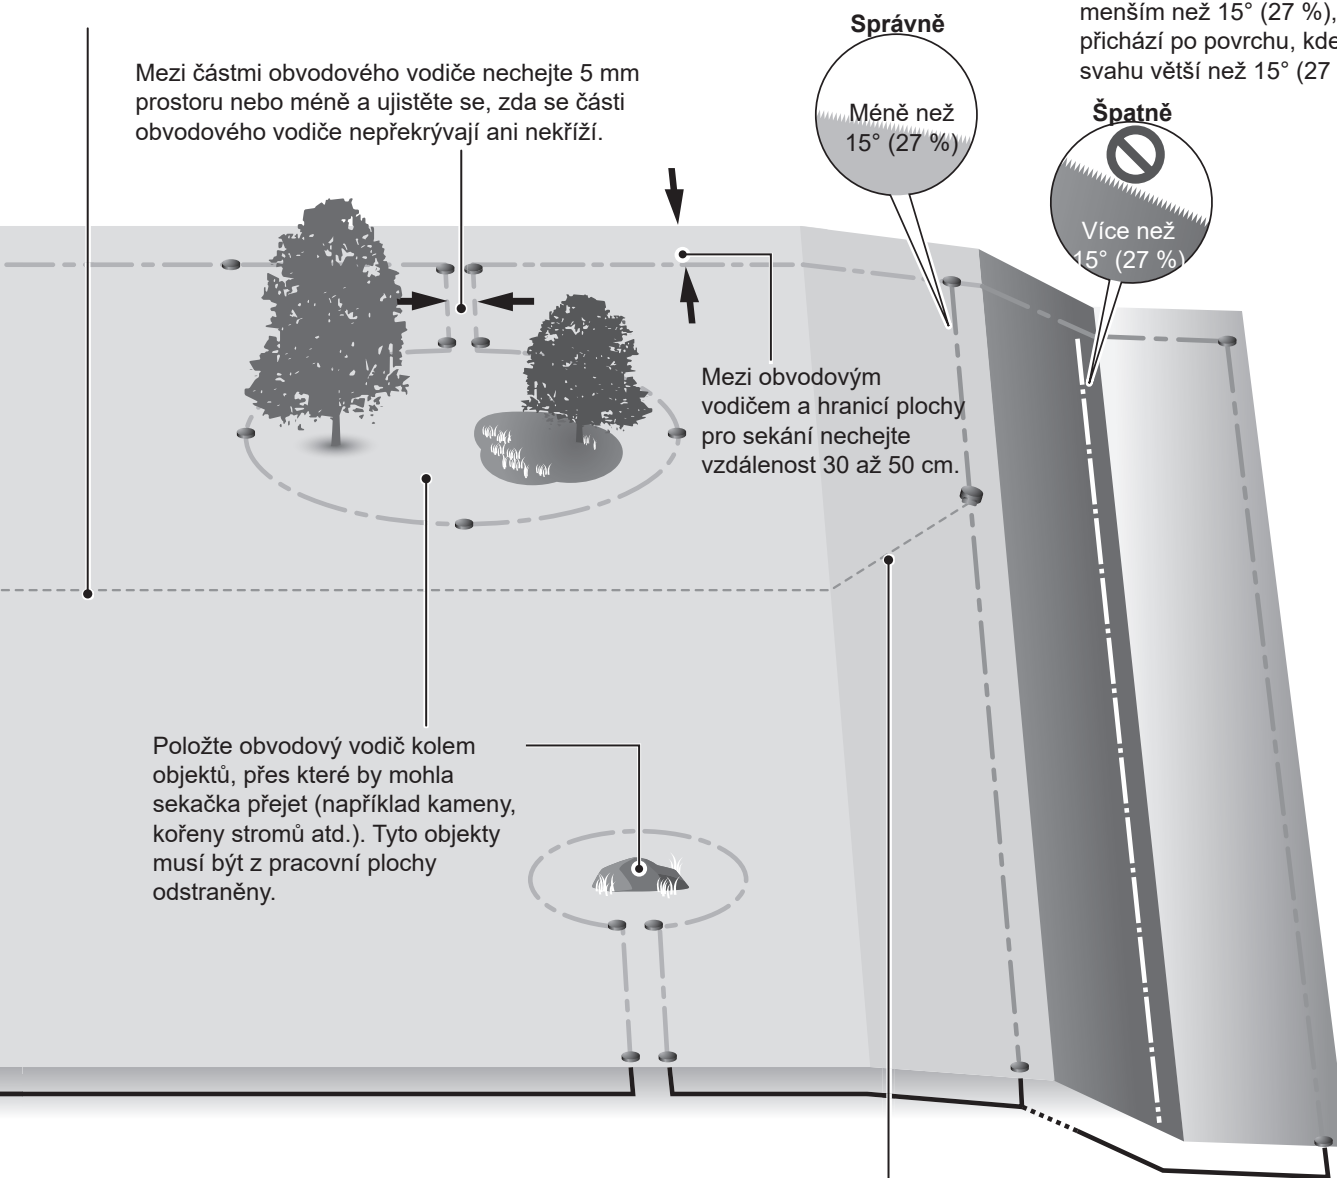 menším než 15° (27 %),
přichází po povrchu, kde
svahu větší než 15° (27
Správně
Mezi částmi obvodového vodiče nechejte 5 mm
prostoru nebo méně a ujistěte se, zda se části
obvodového vodiče nepřekrývají ani nekříží.
Méně než
15° (27 %)
Špatně
Více než
15° (27 %)
Mezi obvodovým
vodičem a hranicí plochy
pro sekání nechejte
vzdálenost 30 až 50 cm.
Položte obvodový vodič kolem
objektů, přes které by mohla
sekačka přejet (například kameny,
kořeny stromů atd.). Tyto objekty
musí být z pracovní plochy
odstraněny.